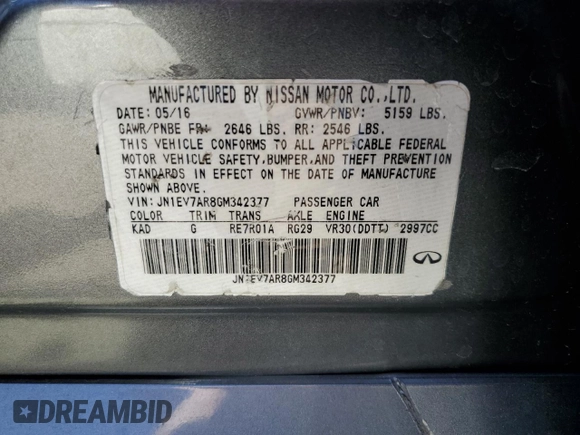 MANUFACTURED BY NISSAN MOTOR CO.,LTD.
DATE: 05/16 GVWR/PNBV: 5159 LBS.
GAWR/PNBE FR: 2646 LBS. RR: 2546 LBS.
THIS VEHICLE CONFORMS TO ALL APPLICABLE FEDERAL
MOTOR VEHICLE SAFETY,BUMPER,AND THEFT PREVENTION
STANDARDS IN EFFECT ON THE DATE OF MANUFACTURE
SHOWN ABOVE.
VIN: JN1EV7AR8GM342377 PASSENGER CAR
COLOR TRIM TRANS AXLE ENGINE
KAD G RE7R01A RG29 VR30(DDTT) 2997CC
JN1EV7AR8GM342377
DREAMBID